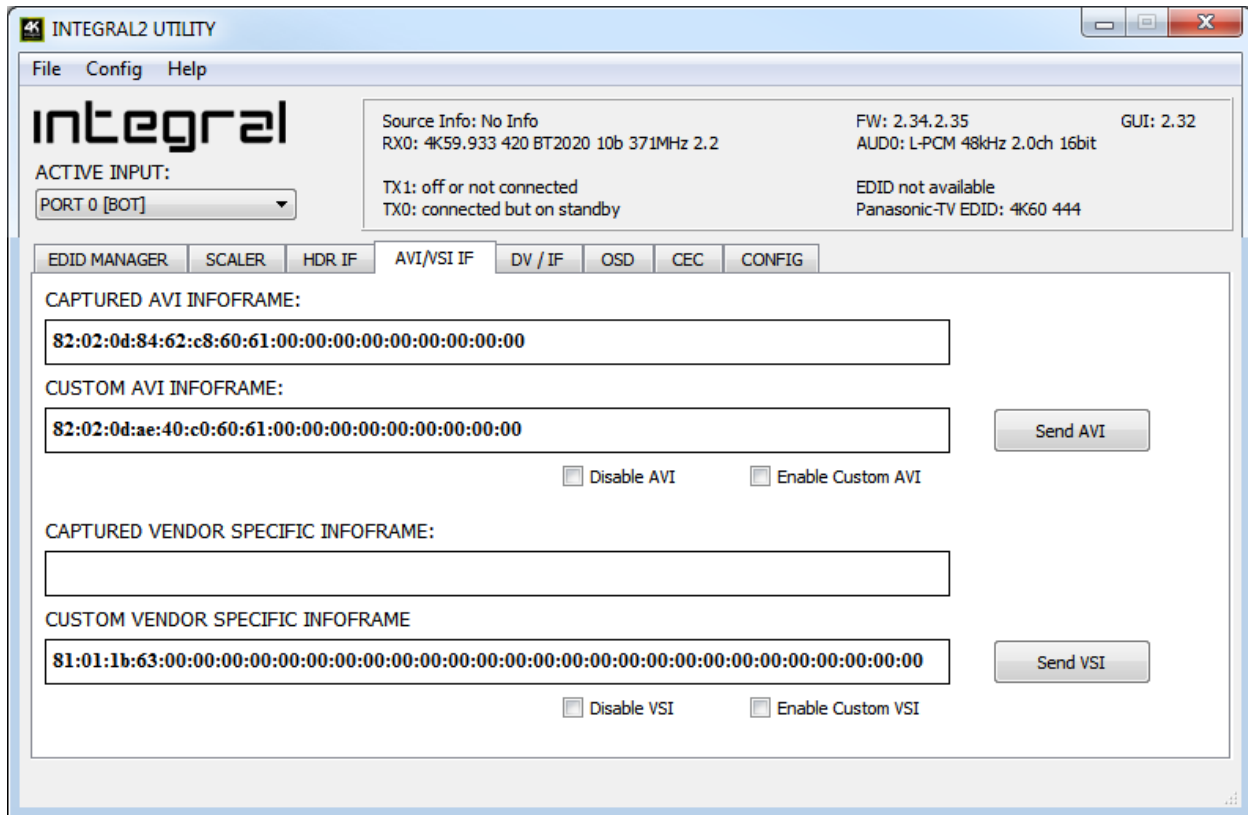 4K INTEGRAL2 UTILITY
File Config Help
integral
Source Info: No Info FW: 2.34.2.35 GUI: 2.32
RX0: 4K59.933 420 BT2020 10b 371MHz 2.2 AUD0: L-PCM 48kHz 2.0ch 16bit
ACTIVE INPUT:
PORT 0 [BOT]
TX1: off or not connected EDID not available
TX0: connected but on standby Panasonic-TV EDID: 4K60 444
EDID MANAGER SCALER HDR IF AVI/VSI IF DV / IF OSD CEC CONFIG
CAPTURED AVI INFOFRAME:
82:02:0d:84:62:c8:60:61:00:00:00:00:00:00:00:00:00
CUSTOM AVI INFOFRAME:
82:02:0d:ae:40:c0:60:61:00:00:00:00:00:00:00:00:00
Send AVI
Disable AVI Enable Custom AVI
CAPTURED VENDOR SPECIFIC INFOFRAME:
CUSTOM VENDOR SPECIFIC INFOFRAME
81:01:1b:63:00:00:00:00:00:00:00:00:00:00:00:00:00:00:00:00:00:00:00:00:00:00:00:00:00:00:00
Send VSI
Disable VSI Enable Custom VSI